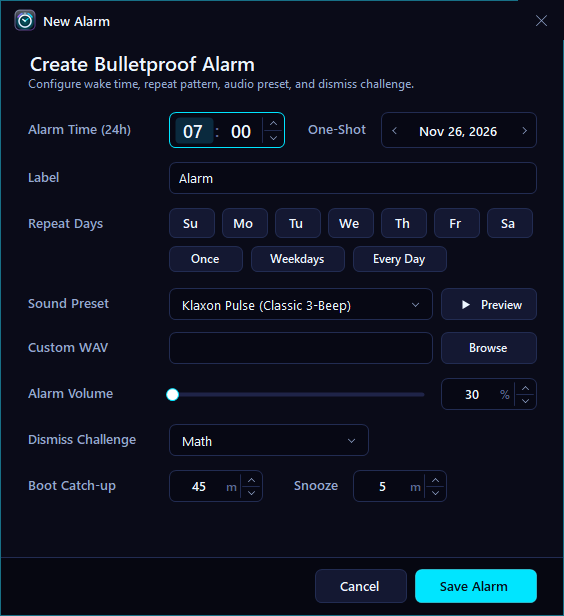 New Alarm
Create Bulletproof Alarm
Configure wake time, repeat pattern, audio preset, and dismiss challenge.
Alarm Time (24h) 07 : 00 One-Shot Nov 26, 2026
Label Alarm
Repeat Days Su Mo Tu We Th Fr Sa
Once Weekdays Every Day
Sound Preset Klaxon Pulse (Classic 3-Beep) Preview
Custom WAV Browse
Alarm Volume 30 %
Dismiss Challenge Math
Boot Catch-up 45 m Snooze 5 m
Cancel Save Alarm